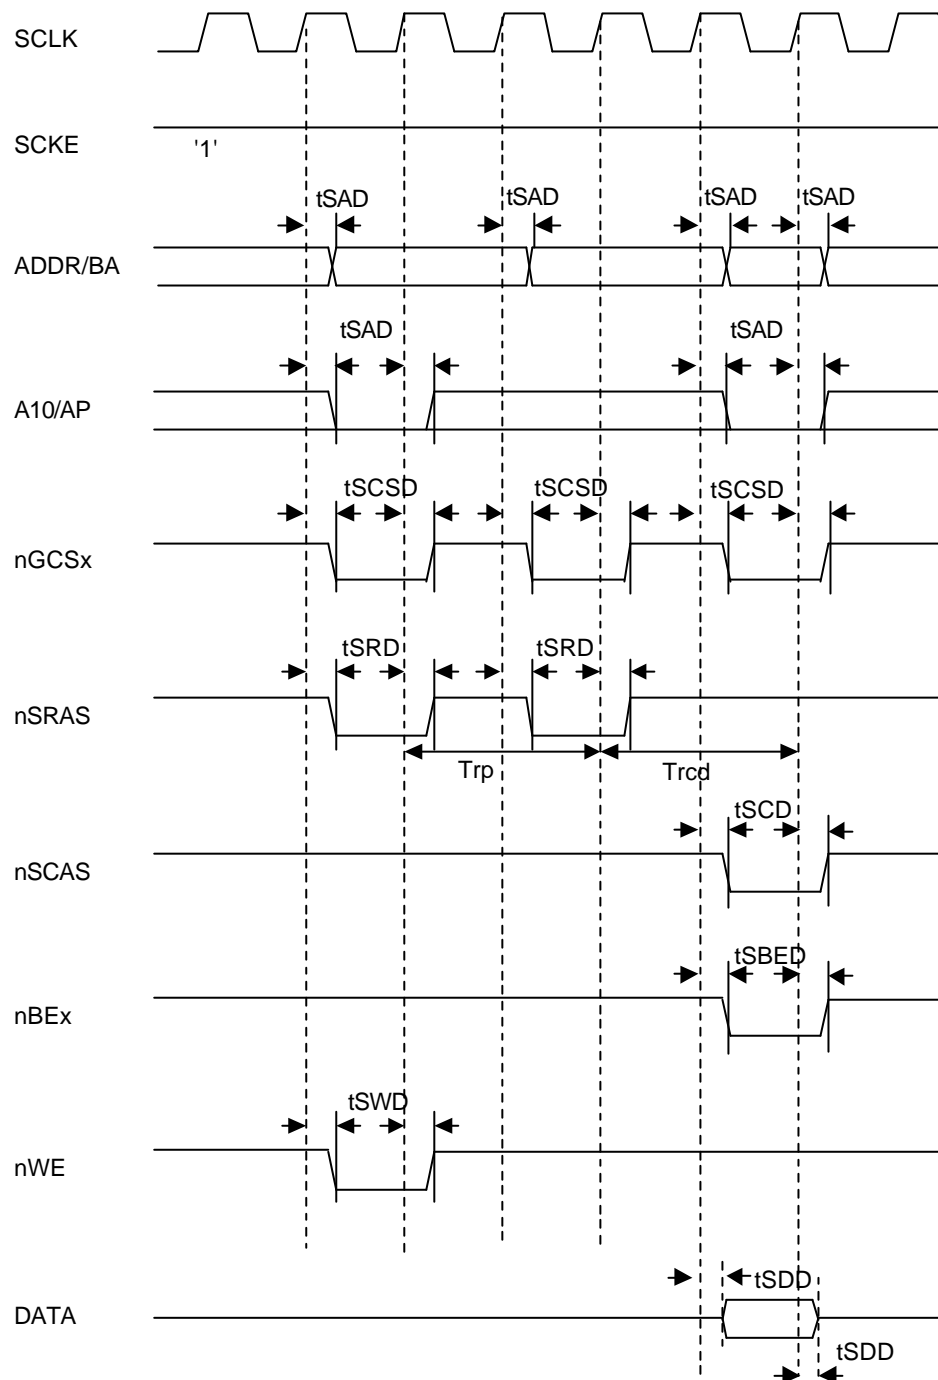 SCLK
SCKE
'1'
tSAD tSAD tSAD tSAD
ADDR/BA
tSAD tSAD
A10/AP
tSCSD tSCSD tSCSD
nGCSx
tSRD tSRD
nSRAS
Trp Trcd
tSCD
nSCAS
tSBED
nBEx
tSWD
nWE
tSDD
DATA
tSDD